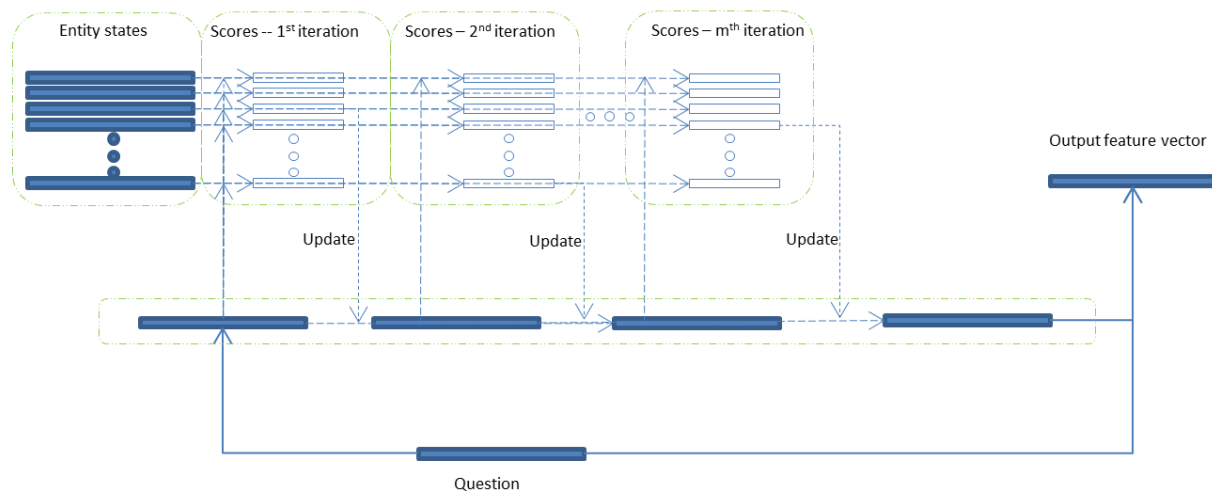 Entity states
Scores -- 1st iteration
Scores – 2nd iteration
Scores – mth iteration
Output feature vector
Update
Update
Update
Question